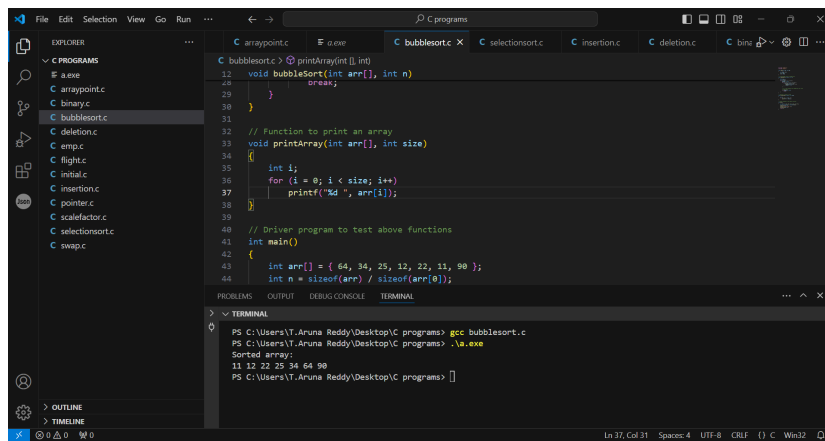 File Edit Selection View Go Run ··· ← → C programs
EXPLORER ···
C PROGRAMS
a.exe
C arraypoint.c
C binary.c
C bubblesort.c
C deletion.c
C emp.c
C flight.c
C initial.c
C insertion.c
C pointer.c
C scalefactor.c
C selectionsort.c
C swap.c
OUTLINE
TIMELINE
Json
C arraypoint.c a.exe C bubblesort.c × C selectionsort.c C insertion.c C deletion.c C bina ···
C bubblesort.c > printArray(int [], int)
12 void bubbleSort(int arr[], int n)
28 break;
29 }
30 }
31
32 // Function to print an array
33 void printArray(int arr[], int size)
34 {
35 int i;
36 for (i = 0; i < size; i++)
37 printf("%d ", arr[i]);
38 }
39
40 // Driver program to test above functions
41 int main()
42 {
43 int arr[] = { 64, 34, 25, 12, 22, 11, 90 };
44 int n = sizeof(arr) / sizeof(arr[0]);
PROBLEMS OUTPUT DEBUG CONSOLE TERMINAL ···
TERMINAL
PS C:\Users\T.Aruna Reddy\Desktop\C programs> gcc bubblesort.c
PS C:\Users\T.Aruna Reddy\Desktop\C programs> .\a.exe
Sorted array:
11 12 22 25 34 64 90
PS C:\Users\T.Aruna Reddy\Desktop\C programs>
0 0 0 Ln 37, Col 31 Spaces: 4 UTF-8 CRLF {} C Win32